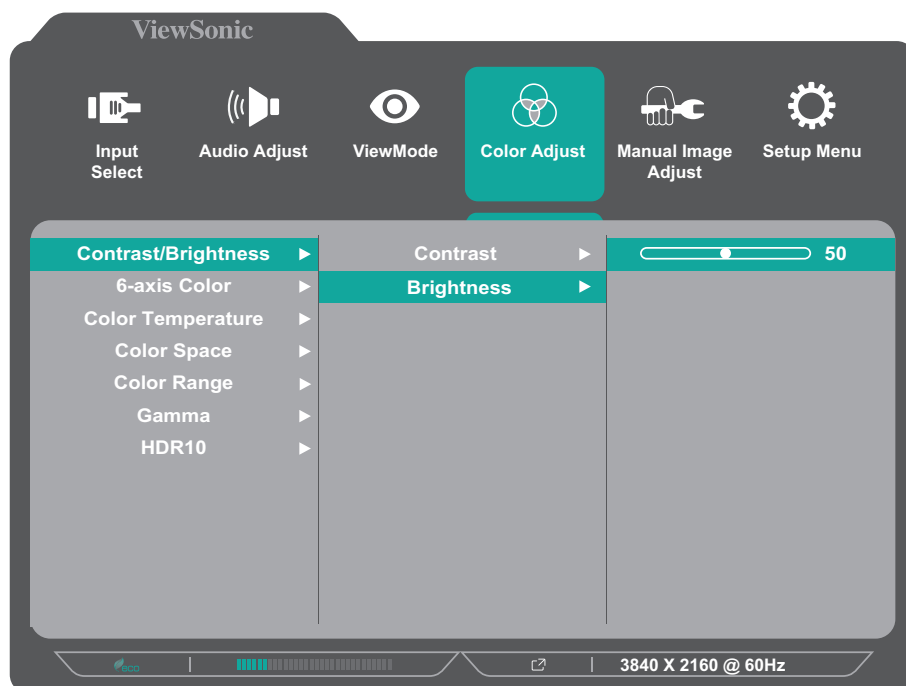 ViewSonic
Input
Select
Audio Adjust
ViewMode
Color Adjust
Manual Image
Adjust
Setup Menu
Contrast/Brightness
6-axis Color
Color Temperature
Color Space
Color Range
Gamma
HDR10
Contrast
Brightness
50
eco
3840 X 2160 @ 60Hz